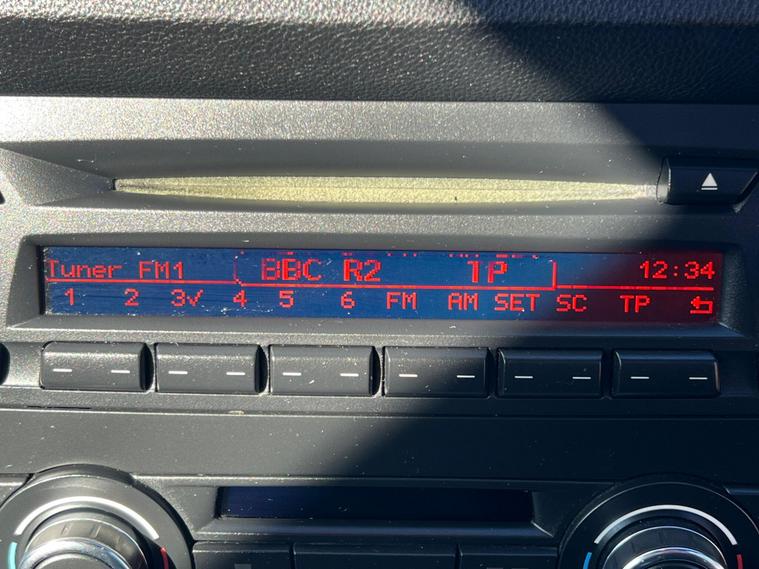 Tuner FM1 BBC R2 TP 12:34
1 2 3✓ 4 5 6 FM AM SET SC TP